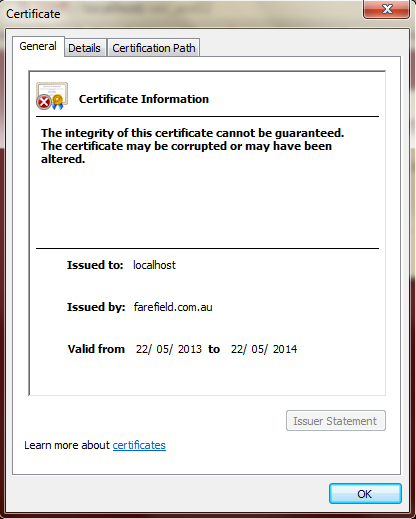 Certificate
General Details Certification Path
Certificate Information
The integrity of this certificate cannot be guaranteed.
The certificate may be corrupted or may have been
altered.
Issued to: localhost
Issued by: farefield.com.au
Valid from 22/ 05/ 2013 to 22/ 05/ 2014
Issuer Statement
Learn more about certificates
OK